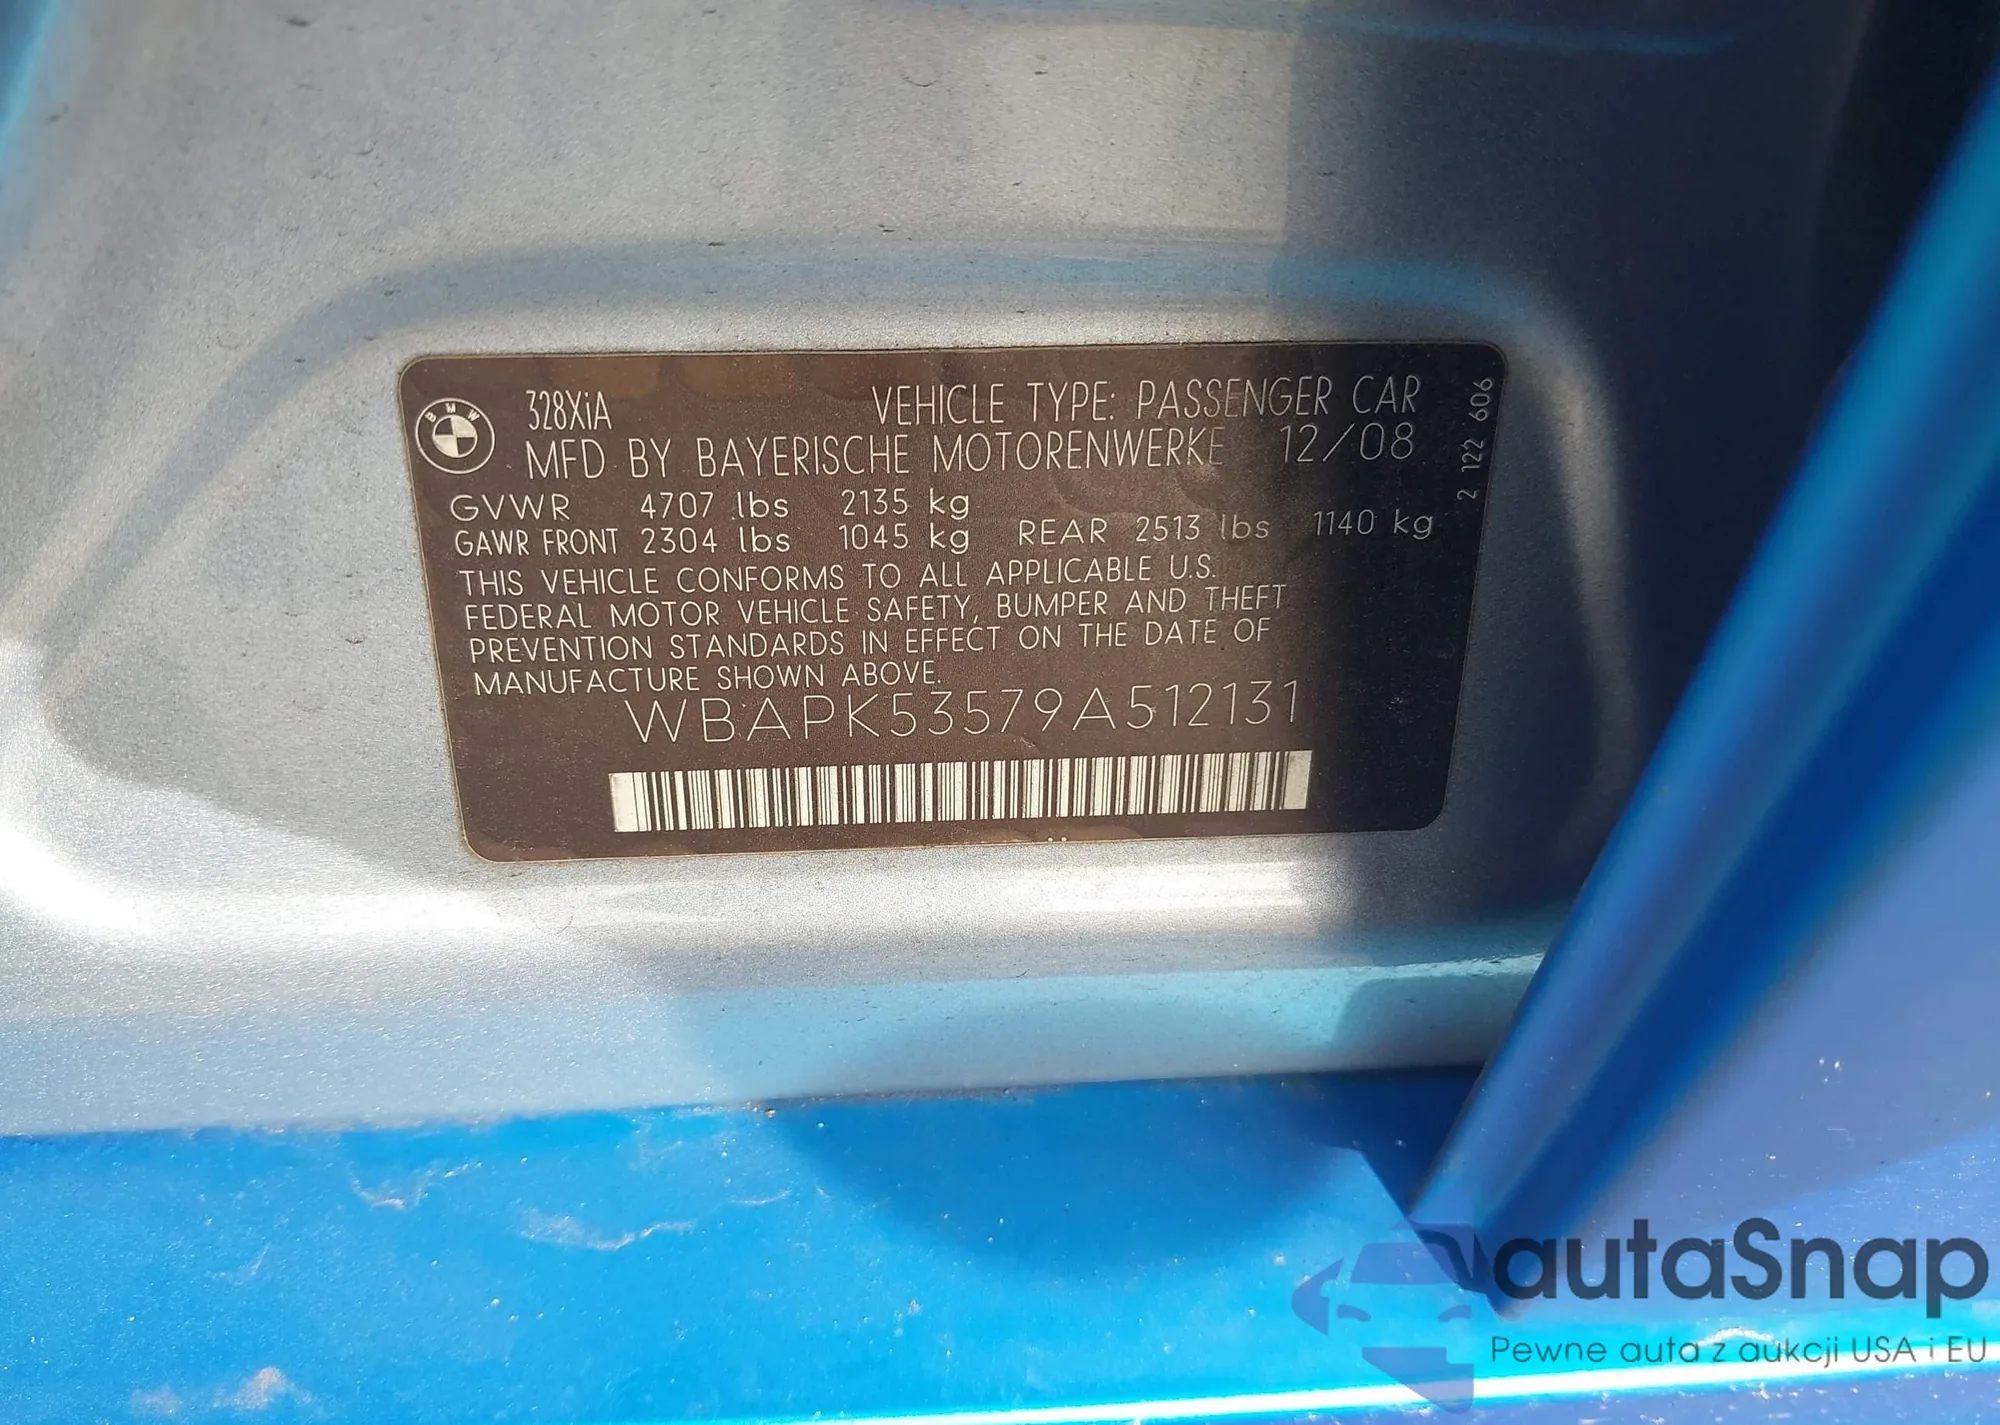 BMW
328XiA VEHICLE TYPE: PASSENGER CAR
MFD BY BAYERISCHE MOTORENWERKE 12/08
GVWR 4707 lbs 2135 kg
GAWR FRONT 2304 lbs 1045 kg REAR 2513 lbs 1140 kg
THIS VEHICLE CONFORMS TO ALL APPLICABLE U.S.
FEDERAL MOTOR VEHICLE SAFETY, BUMPER AND THEFT
PREVENTION STANDARDS IN EFFECT ON THE DATE OF
MANUFACTURE SHOWN ABOVE.
WBAPK53579A512131
2 122 606
autaSnap
Pewne auta z aukcji USA i EU